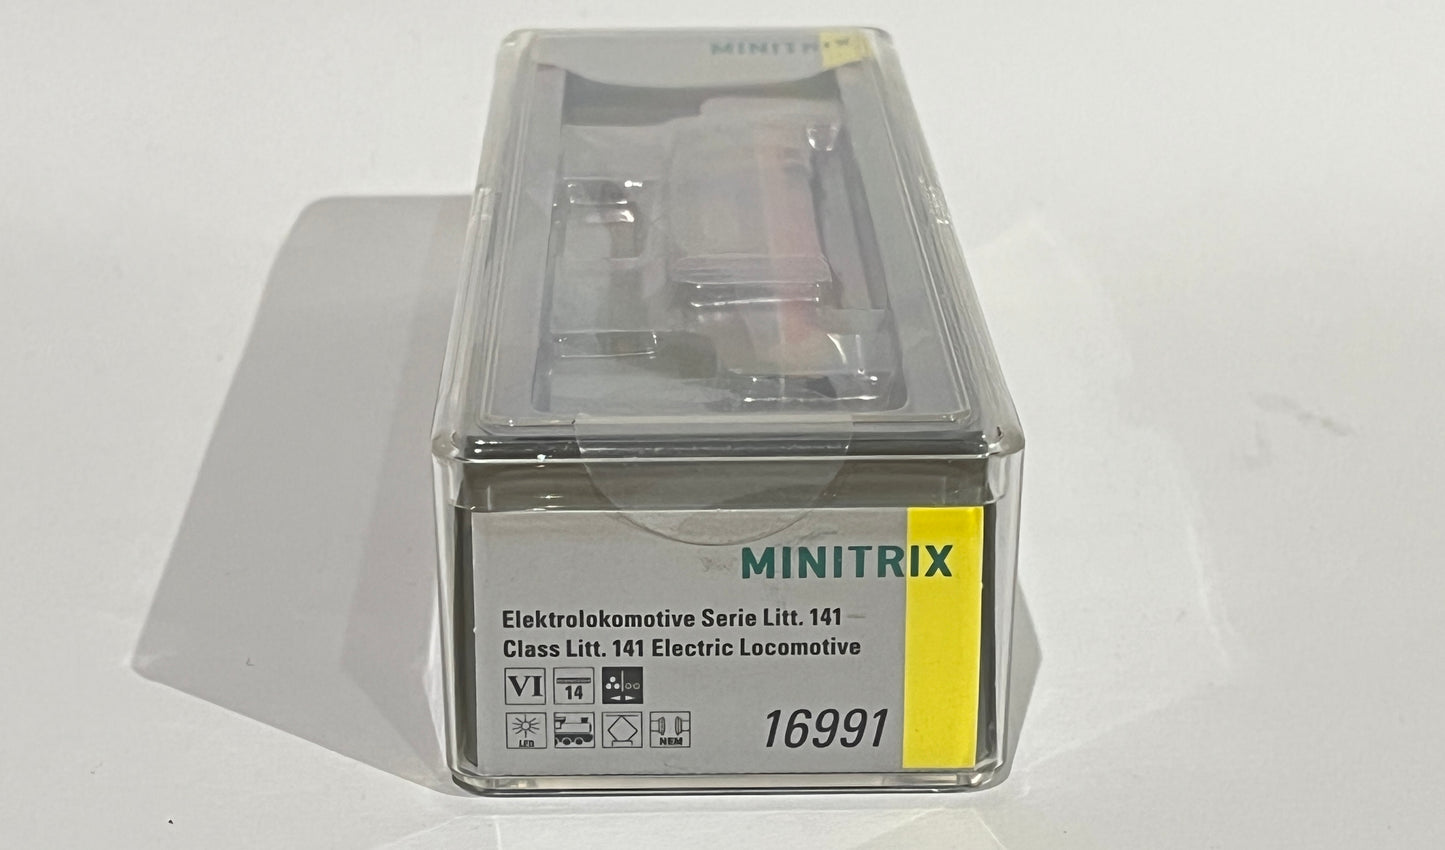 MINITRIX
MINITRIX
Elektrolokomotive Serie Litt. 141
Class Litt. 141 Electric Locomotive
VI
14
LED
NEM
16991